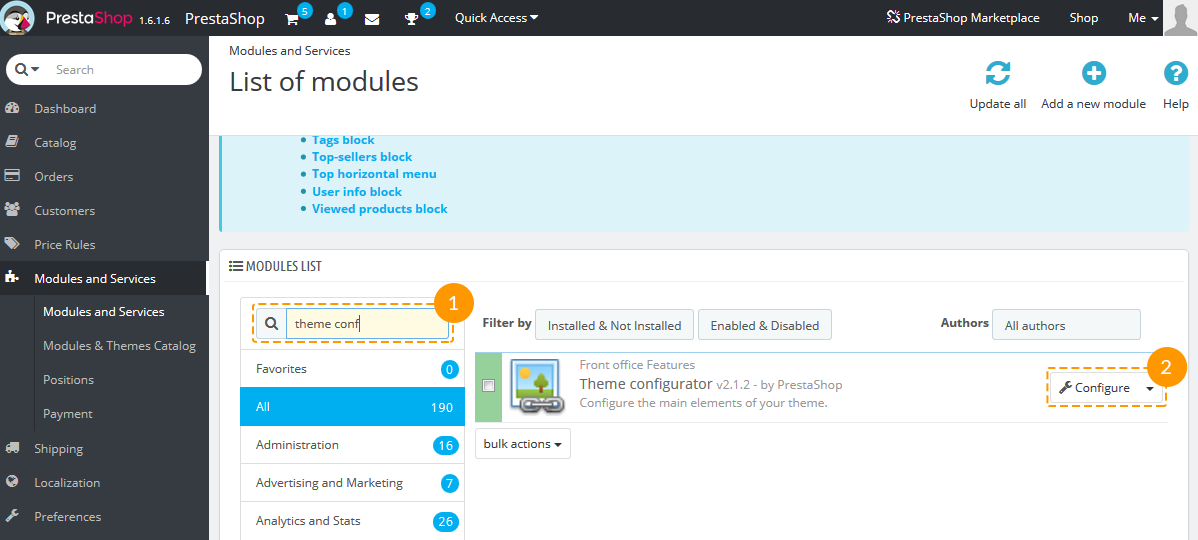 PrestaShop 1.6.1.6 PrestaShop 5 1 2 Quick Access PrestaShop Marketplace Shop Me
Search
Dashboard
Catalog
Orders
Customers
Price Rules
Modules and Services
Modules and Services
Modules & Themes Catalog
Positions
Payment
Shipping
Localization
Preferences
Modules and Services
List of modules
Update all
Add a new module
Help
Tags block
Top-sellers block
Top horizontal menu
User info block
Viewed products block
MODULES LIST
theme conf
1
Favorites 0
All 190
Administration 16
Advertising and Marketing 7
Analytics and Stats 26
Filter by Installed & Not Installed Enabled & Disabled Authors All authors
Front office Features
Theme configurator v2.1.2 - by PrestaShop
Configure the main elements of your theme.
Configure
2
bulk actions